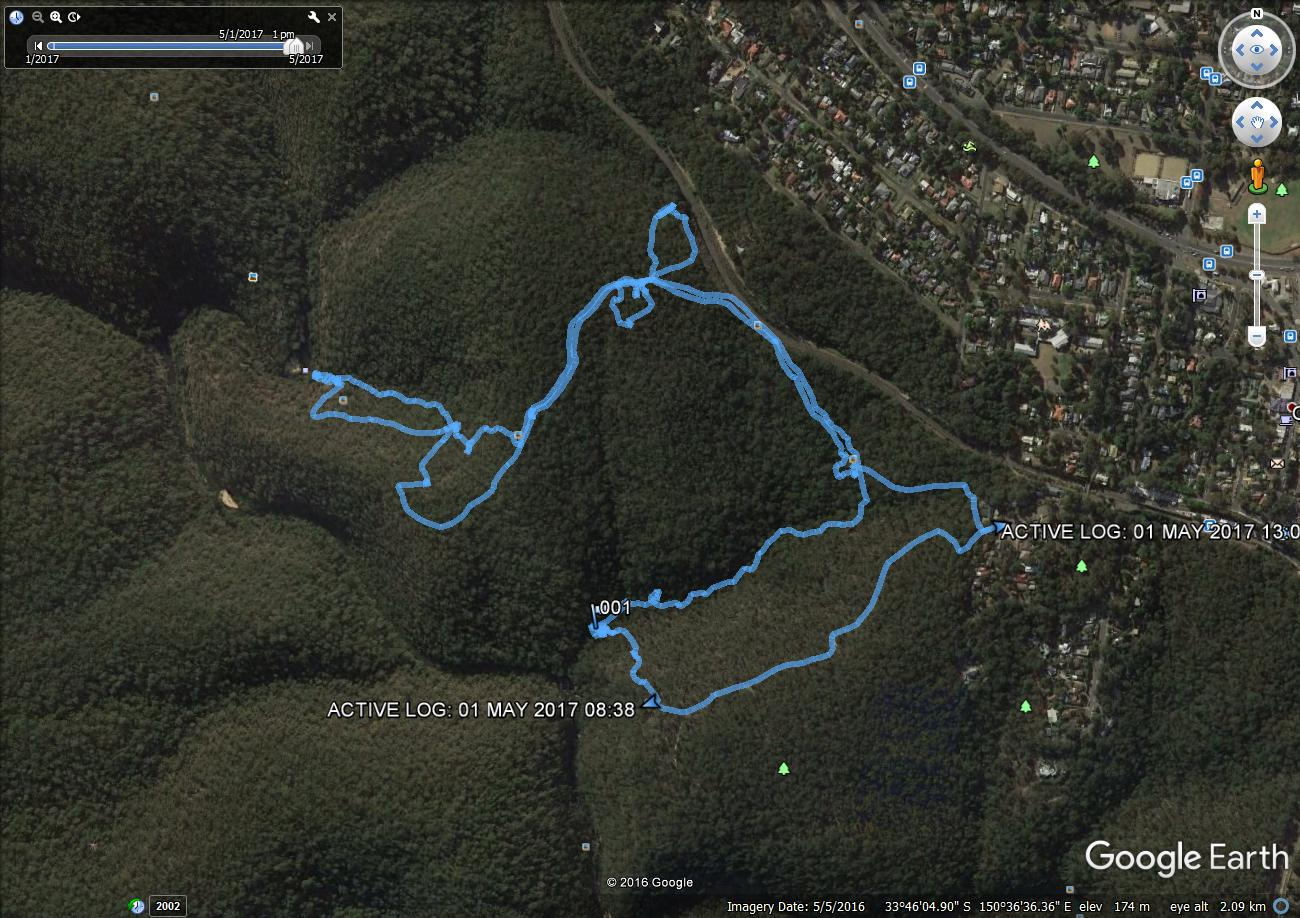 5/1/2017 1 pm
1/2017
5/2017
N
ACTIVE LOG: 01 MAY 2017 13:0
001
ACTIVE LOG: 01 MAY 2017 08:38
Google Earth
© 2016 Google
2002
Imagery Date: 5/5/2016 33°46'04.90" S 150°36'36.36" E elev 174 m eye alt 2.09 km